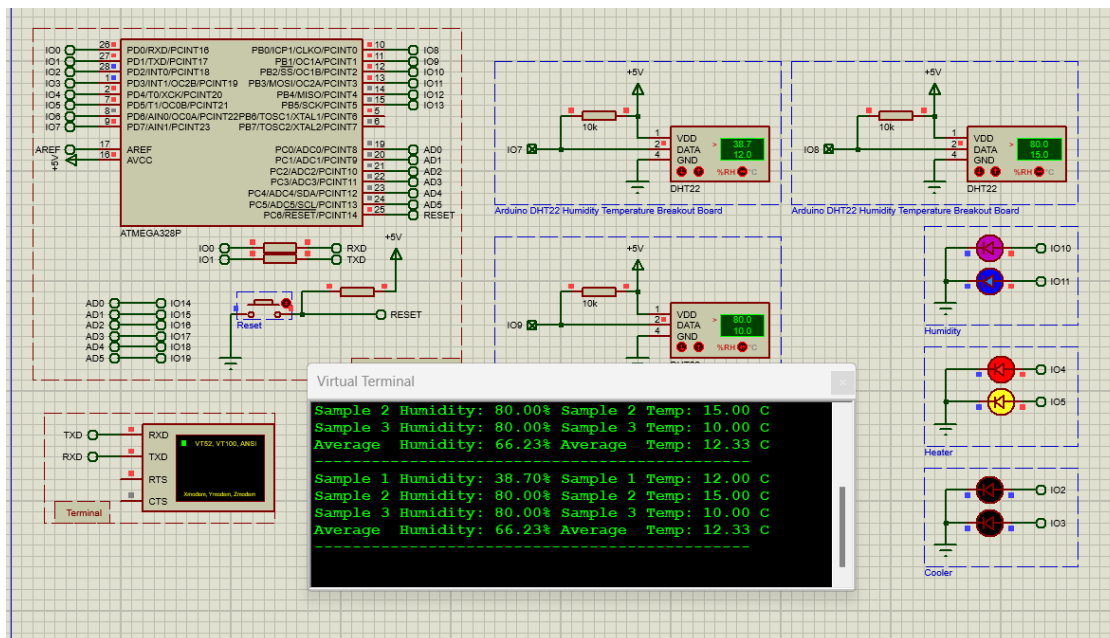 IO0 26 PD0/RXD/PCINT16 PB0/ICP1/CLKO/PCINT0 10 IO8
IO1 27 PD1/TXD/PCINT17 PB1/OC1A/PCINT1 11 IO9
IO2 28 PD2/INT0/PCINT18 PB2/SS/OC1B/PCINT2 12 IO10
IO3 1 PD3/INT1/OC2B/PCINT19 PB3/MOSI/OC2A/PCINT3 13 IO11
IO4 2 PD4/T0/XCK/PCINT20 PB4/MISO/PCINT4 14 IO12
IO5 7 PD5/T1/OC0B/PCINT21 PB5/SCK/PCINT5 15 IO13
IO6 8 PD6/AIN0/OC0A/PCINT22 PB6/TOSC1/XTAL1/PCINT6 5
IO7 9 PD7/AIN1/PCINT23 PB7/TOSC2/XTAL2/PCINT7 6
AREF 17 AREF PC0/ADC0/PCINT8 19 AD0
+5V 16 AVCC PC1/ADC1/PCINT9 20 AD1
PC2/ADC2/PCINT10 21 AD2
PC3/ADC3/PCINT11 22 AD3
PC4/ADC4/SDA/PCINT12 23 AD4
PC5/ADC5/SCL/PCINT13 24 AD5
PC6/RESET/PCINT14 25 RESET
ATMEGA328P
IO0 RXD
IO1 TXD
+5V
Reset
RESET
AD0 IO14
AD1 IO15
AD2 IO16
AD3 IO17
AD4 IO18
AD5 IO19
+5V
10k
IO7
1 VDD
2 DATA
4 GND
> 38.7
12.0
%RH °C
DHT22
Arduino DHT22 Humidity Temperature Breakout Board
+5V
10k
IO8
1 VDD
2 DATA
4 GND
> 80.0
15.0
%RH °C
DHT22
Arduino DHT22 Humidity Temperature Breakout Board
+5V
10k
IO9
1 VDD
2 DATA
4 GND
> 80.0
10.0
%RH °C
IO10
IO11
Humidity
IO4
IO5
Heater
IO2
IO3
Cooler
TXD RXD
RXD TXD
RTS
CTS
VT52, VT100, ANSI
Xmodem, Ymodem, Zmodem
Terminal
Virtual Terminal
Sample 2 Humidity: 80.00% Sample 2 Temp: 15.00 C
Sample 3 Humidity: 80.00% Sample 3 Temp: 10.00 C
Average Humidity: 66.23% Average Temp: 12.33 C
------------------------------------------------
Sample 1 Humidity: 38.70% Sample 1 Temp: 12.00 C
Sample 2 Humidity: 80.00% Sample 2 Temp: 15.00 C
Sample 3 Humidity: 80.00% Sample 3 Temp: 10.00 C
Average Humidity: 66.23% Average Temp: 12.33 C
------------------------------------------------